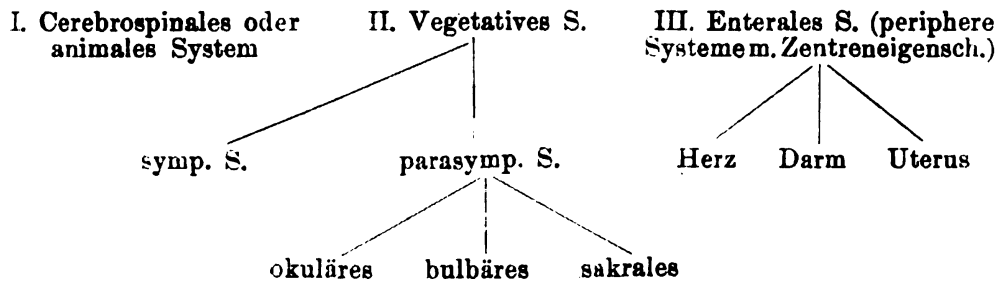 I. Cerebrospinales oder
animales System
II. Vegetatives S.
III. Enterales S. (periphere
Systeme m. Zentreneigensch.)
symp. S.
parasymp. S.
Herz
Darm
Uterus
okuläres
bulbäres
sakrales